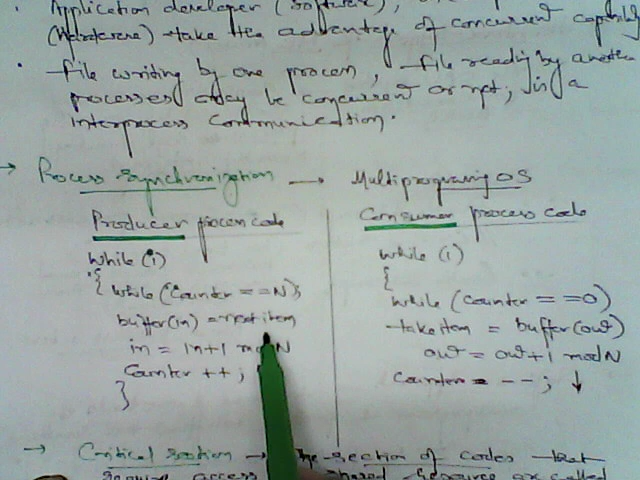 Application developer (software),
(Hardware) take the advantage of concurrent capability
• file writing by one process, file reading by another
processes may be concurrent or not, is a
interprocess communication.
→ Process Synchronization — Multiprograming OS
Producer process code
while (1)
{ while (counter == N);
buffer(in) = next item
in = in+1 mod N
Counter ++;
}
Consumer process code
while (1)
{
while (counter == 0)
take item = buffer(out)
out = out+1 mod N
counter = --; ↓
→ Critical section → The section of codes that
access shared resource are called